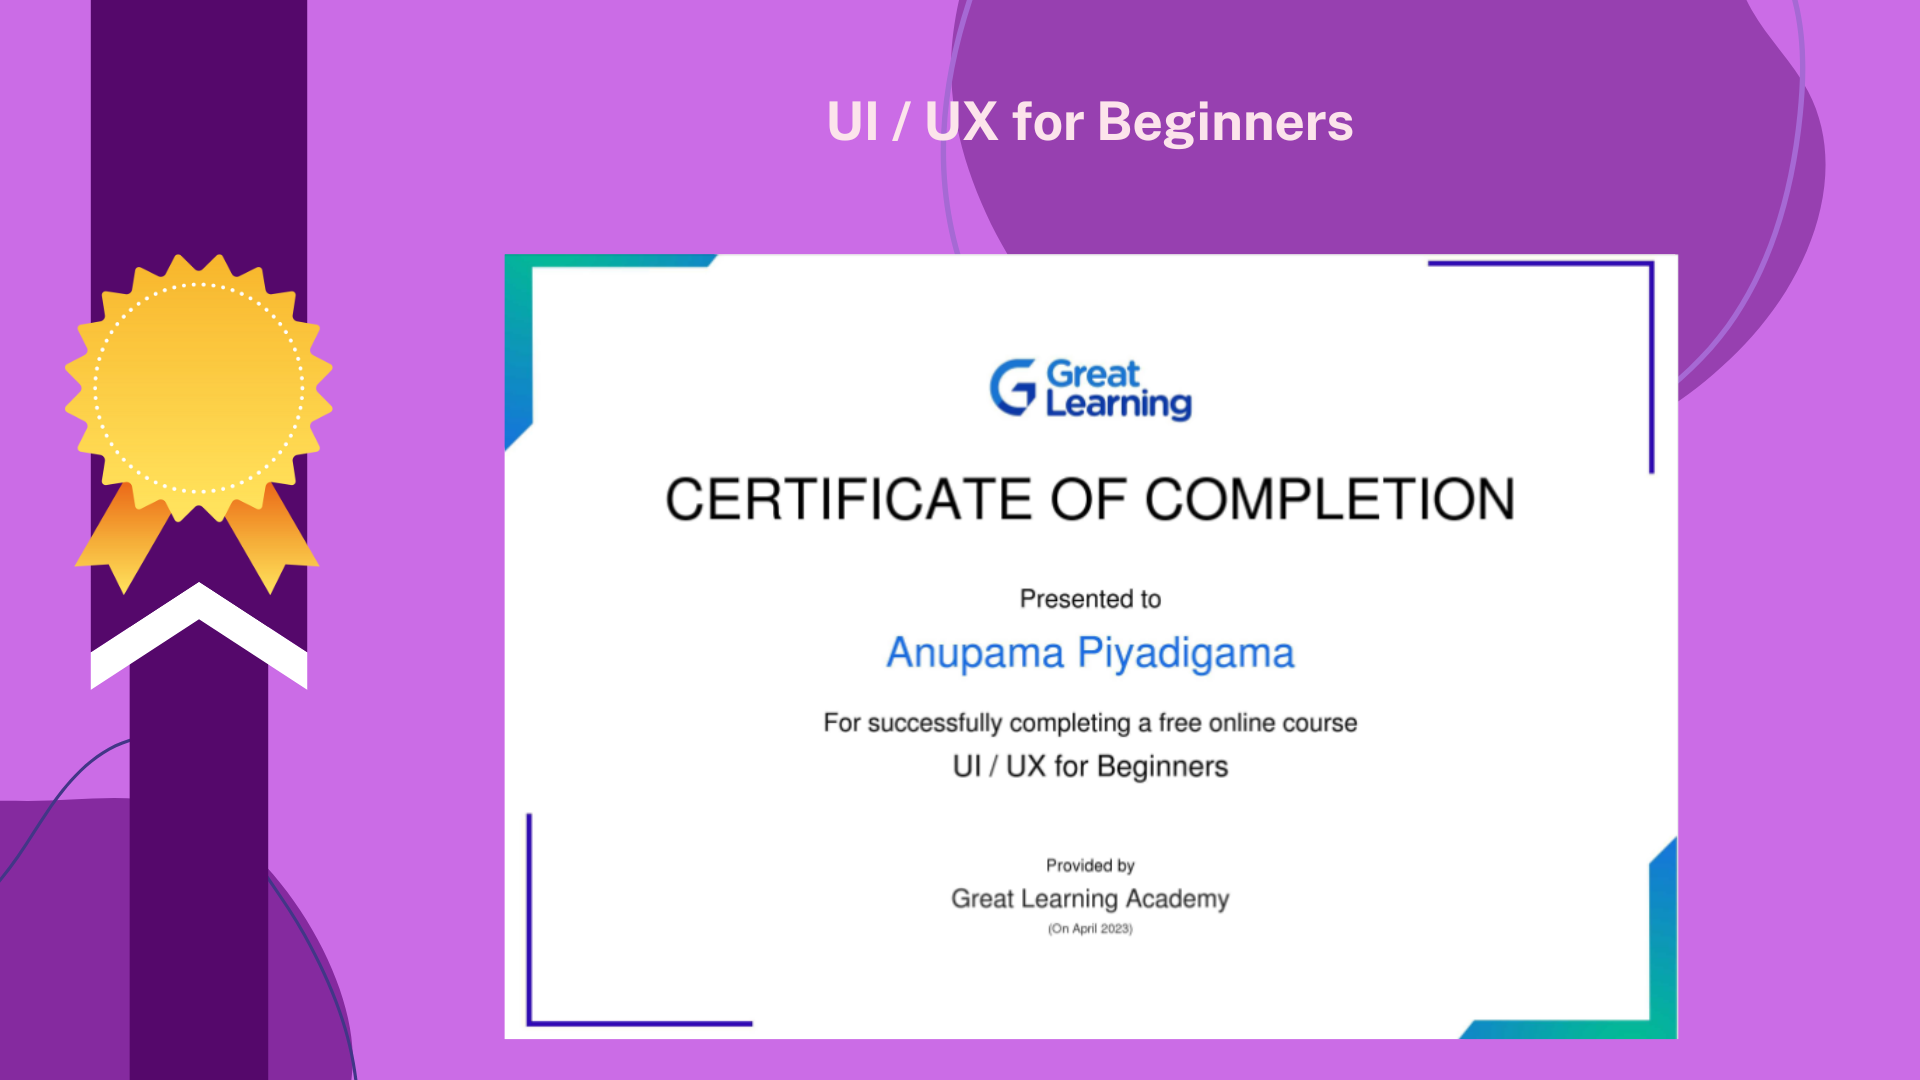 UI / UX for Beginners
Great
Learning
CERTIFICATE OF COMPLETION
Presented to
Anupama Piyadigama
For successfully completing a free online course
UI / UX for Beginners
Provided by
Great Learning Academy
(On April 2023)